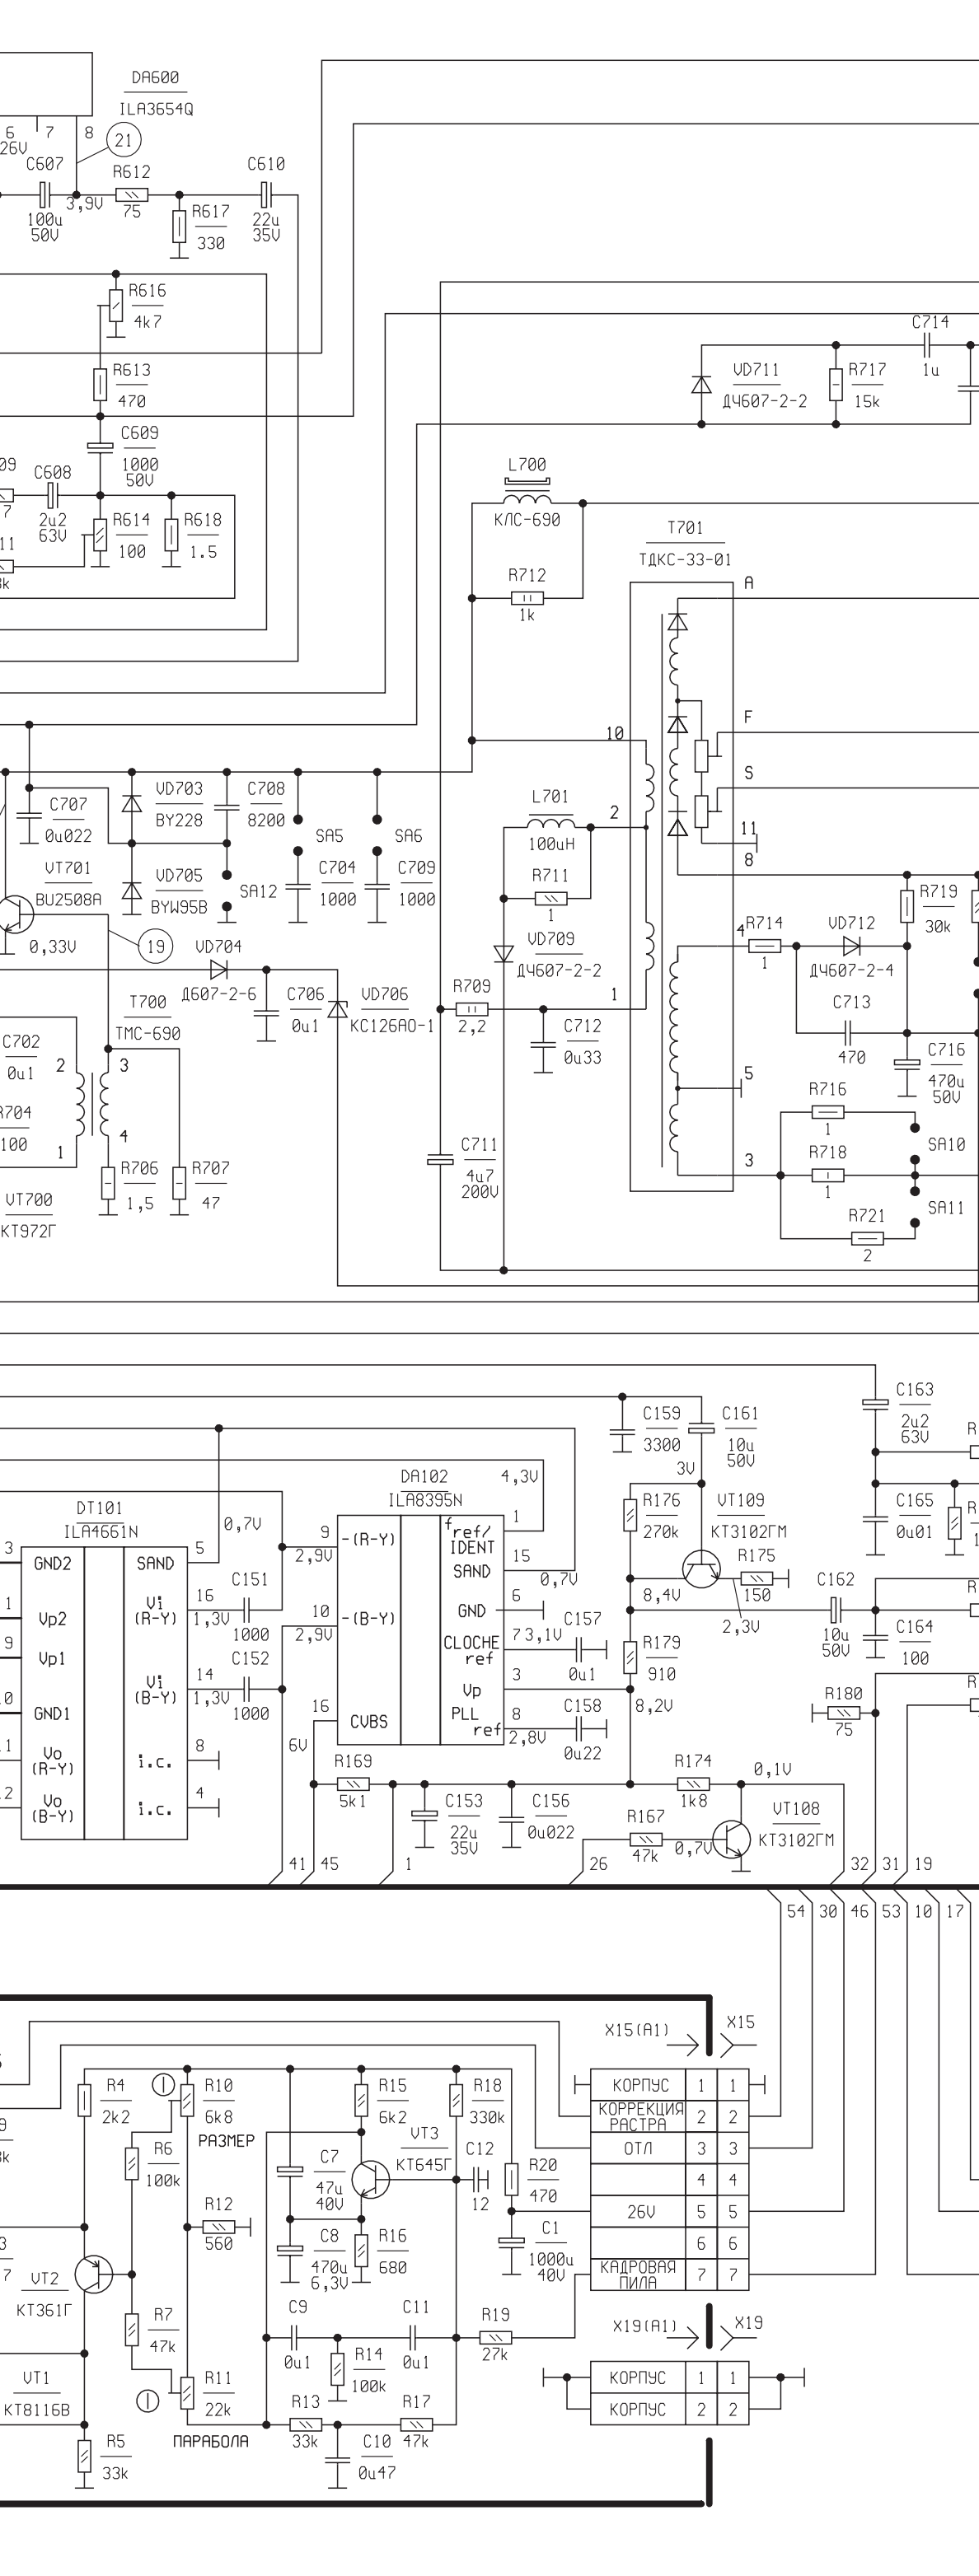 DA600
ILA3654Q
6
7
8
26V
21
C607
R612
C610
3,9V
100u
50V
75
R617
330
22u
35V
R616
4k7
R613
470
C609
1000
50V
C608
2u2
63V
R614
100
R618
1.5
C714
1u
VD711
Д4607-2-2
R717
15k
L700
КЛС-690
R712
1k
T701
ТДКС-33-01
A
F
S
11
8
10
2
4
1
5
3
C707
0u022
VD703
BY228
C708
8200
VT701
BU2508A
VD705
BYW95B
SA12
SA5
C704
1000
SA6
C709
1000
0,33V
19
VD704
Д607-2-6
C706
0u1
VD706
КС126АО-1
T700
ТМС-690
L701
100uH
R711
1
VD709
Д4607-2-2
R709
2,2
C712
0u33
R714
1
VD712
Д4607-2-4
R719
30k
C713
470
C716
470u
50V
C702
0u1
2
3
1
4
R704
100
R706
1,5
R707
47
VT700
КТ972Г
C711
4u7
200V
R716
1
SA10
R718
1
SA11
R721
2
C159
3300
C161
10u
50V
3V
C163
2u2
63V
DT101
ILA4661N
0,7V
DA102
ILA8395N
4,3V
R176
270k
VT109
КТ3102ГМ
R175
150
C165
0u01
3
GND2
SAND
5
1
Vp2
Vi
(R-Y)
16
1,3V
C151
1000
9
Vp1
Vi
(B-Y)
14
1,3V
C152
1000
GND1
Vo
(R-Y)
i.c.
8
Vo
(B-Y)
i.c.
4
9
2,9V
-(R-Y)
10
2,9V
-(B-Y)
16
CVBS
6V
f ref/
IDENT
1
SAND
15
0,7V
GND
6
CLOCHE
ref
7
3,1V
C157
0u1
Vp
3
PLL
ref
8
2,8V
C158
0u22
8,4V
2,3V
C162
10u
50V
C164
100
R179
910
8,2V
R180
75
R169
5k1
C153
22u
35V
C156
0u022
R174
1k8
0,1V
R167
47k
0,7V
VT108
КТ3102ГМ
41
45
1
26
32
31
19
54
30
46
53
10
17
X15(A1)
X15
КОРПУС
1
1
КОРРЕКЦИЯ
РАСТРА
2
2
ОТЛ
3
3
4
4
26V
5
5
6
6
КАДРОВАЯ
ПИЛА
7
7
X19(A1)
X19
КОРПУС
1
1
КОРПУС
2
2
R4
2k2
R10
6k8
РАЗМЕР
R6
100k
R12
560
R15
6k2
R18
330k
VT3
КТ645Г
C12
12
C7
47u
40V
R20
470
C8
470u
6,3V
R16
680
C1
1000u
40V
VT2
КТ361Г
R7
47k
C9
0u1
C11
0u1
R14
100k
R19
27k
VT1
КТ8116В
R11
22k
R13
33k
R17
47k
ПАРАБОЛА
R5
33k
C10
0u47